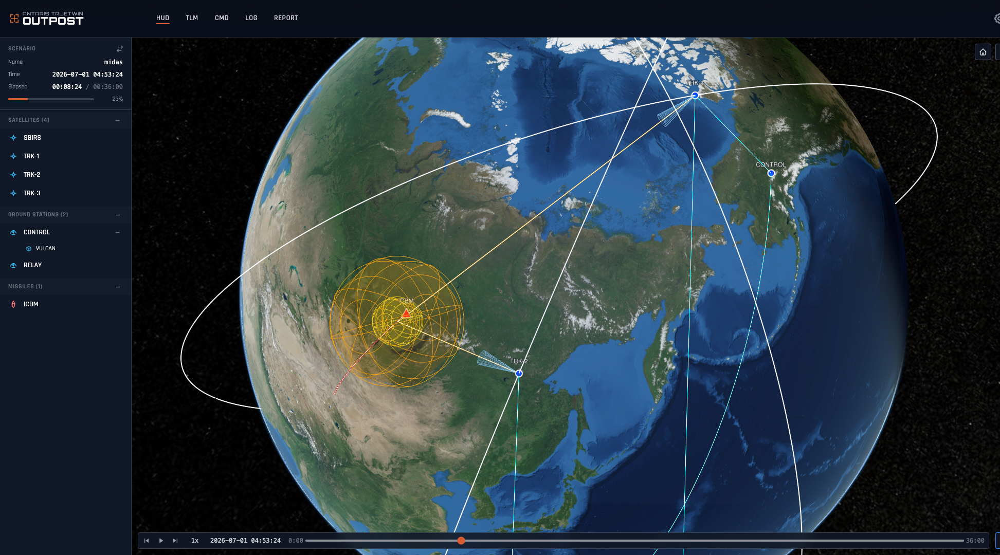 ANTARIS TRUETWIN
OUTPOST
HUD TLM CMD LOG REPORT
SCENARIO
Name midas
Time 2026-07-01 04:53:24
Elapsed 00:08:24 / 00:36:00
23%
SATELLITES (4)
SBIRS
TRK-1
TRK-2
TRK-3
GROUND STATIONS (2)
CONTROL
VULCAN
RELAY
MISSILES (1)
ICBM
TRK-1
CONTROL
ICBM
TRK-2
1x 2026-07-01 04:53:24 0:00 36:00